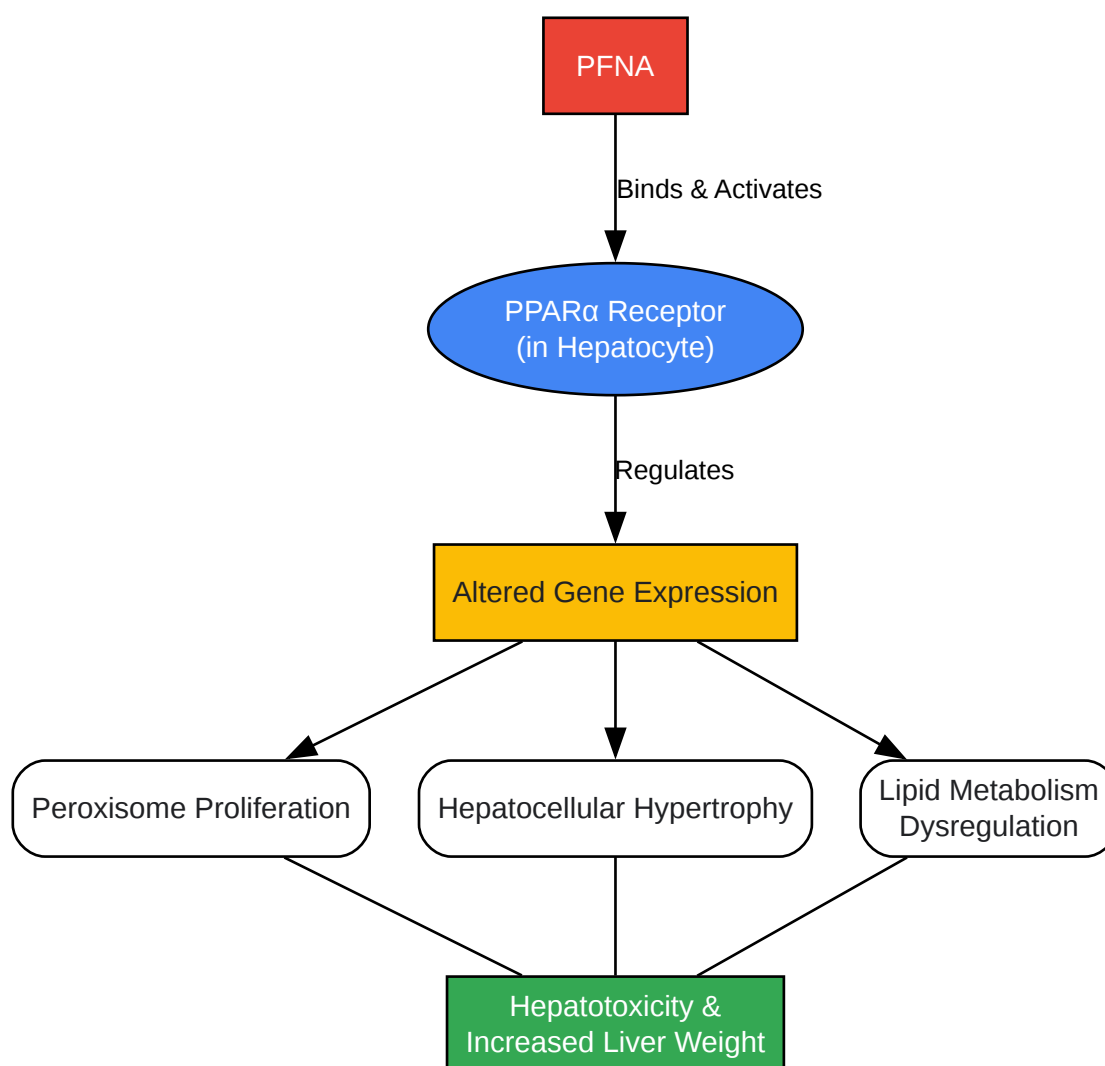 PFNA
Binds & Activates
PPARα Receptor
(in Hepatocyte)
Regulates
Altered Gene Expression
Peroxisome Proliferation
Hepatocellular Hypertrophy
Lipid Metabolism
Dysregulation
Hepatotoxicity &
Increased Liver Weight